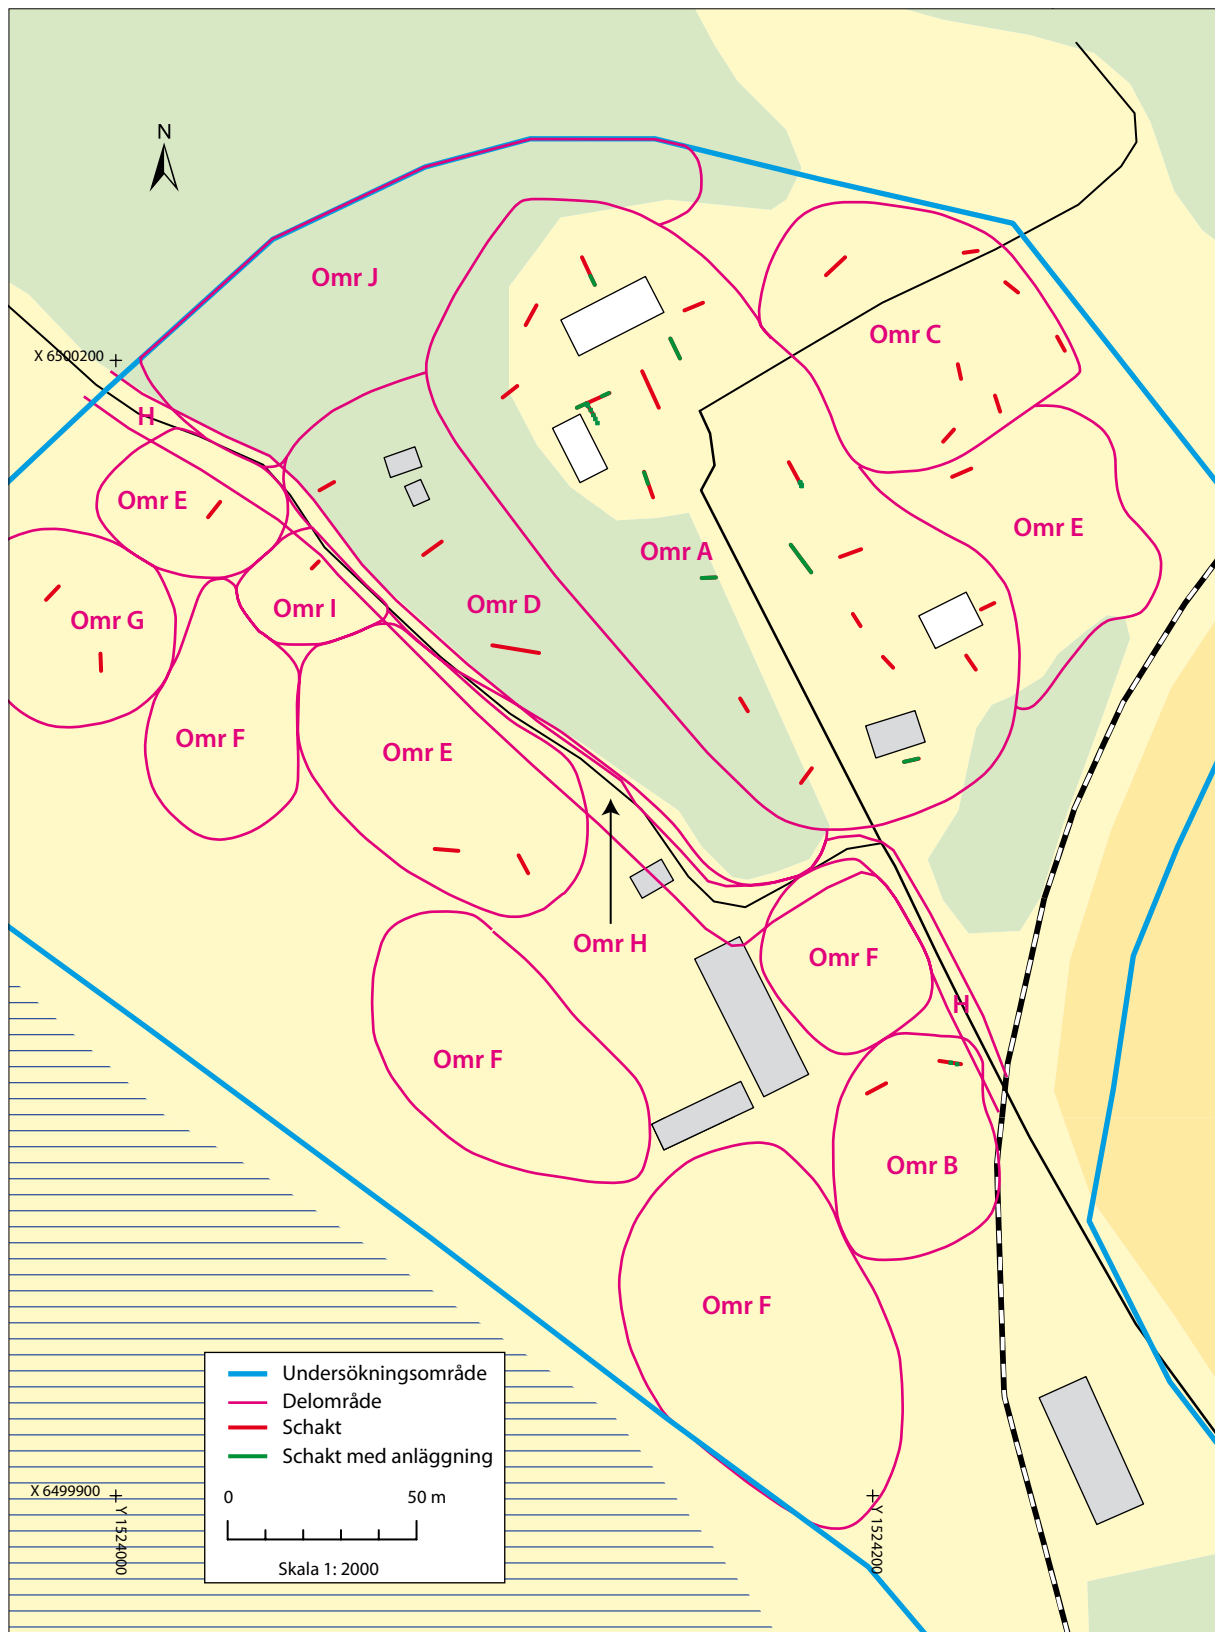 N
Omr J
Omr C
X 6500200
H
Omr E
Omr E
Omr A
Omr I
Omr D
Omr G
Omr F
Omr E
Omr H
Omr F
H
Omr F
Omr B
Omr F
Undersökningsområde
Delområde
Schakt
Schakt med anläggning
0 50 m
Skala 1: 2000
X 6499900
Y 1524000
Y 1524200